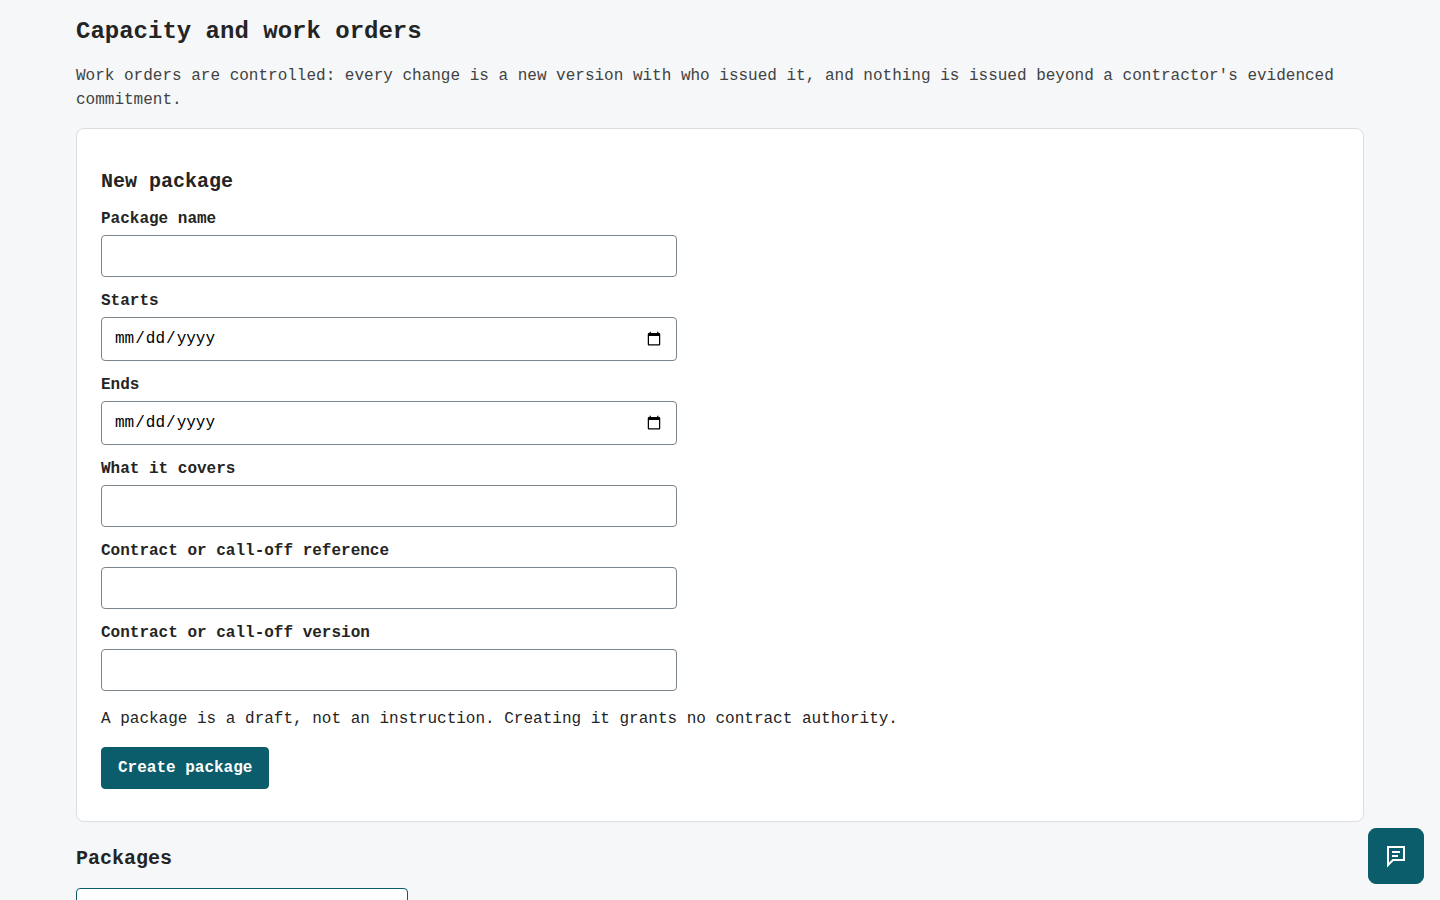 Capacity and work orders
Work orders are controlled: every change is a new version with who issued it, and nothing is issued beyond a contractor's evidenced
commitment.
New package
Package name
Starts
mm/dd/yyyy
Ends
mm/dd/yyyy
What it covers
Contract or call-off reference
Contract or call-off version
A package is a draft, not an instruction. Creating it grants no contract authority.
Create package
Packages